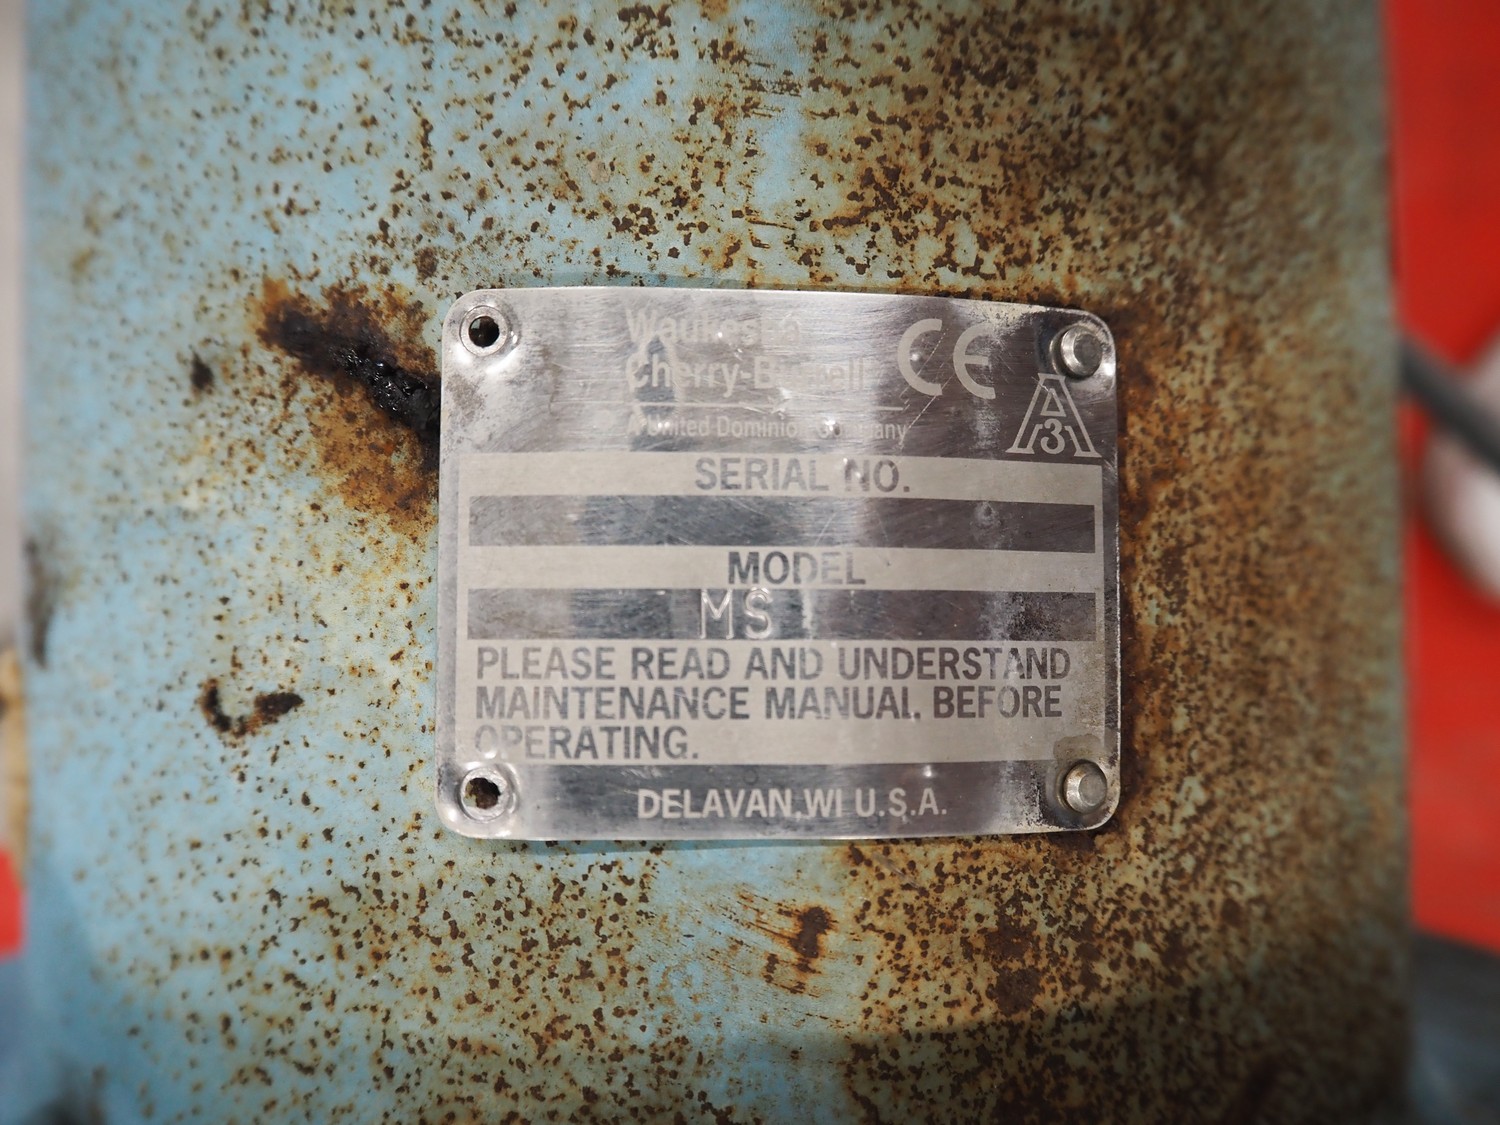 Waukesha
Cherry-Burrell
CE
A United Dominion Company
3
SERIAL NO.
MODEL
MS
PLEASE READ AND UNDERSTAND
MAINTENANCE MANUAL BEFORE
OPERATING.
DELAVAN, WI U.S.A.